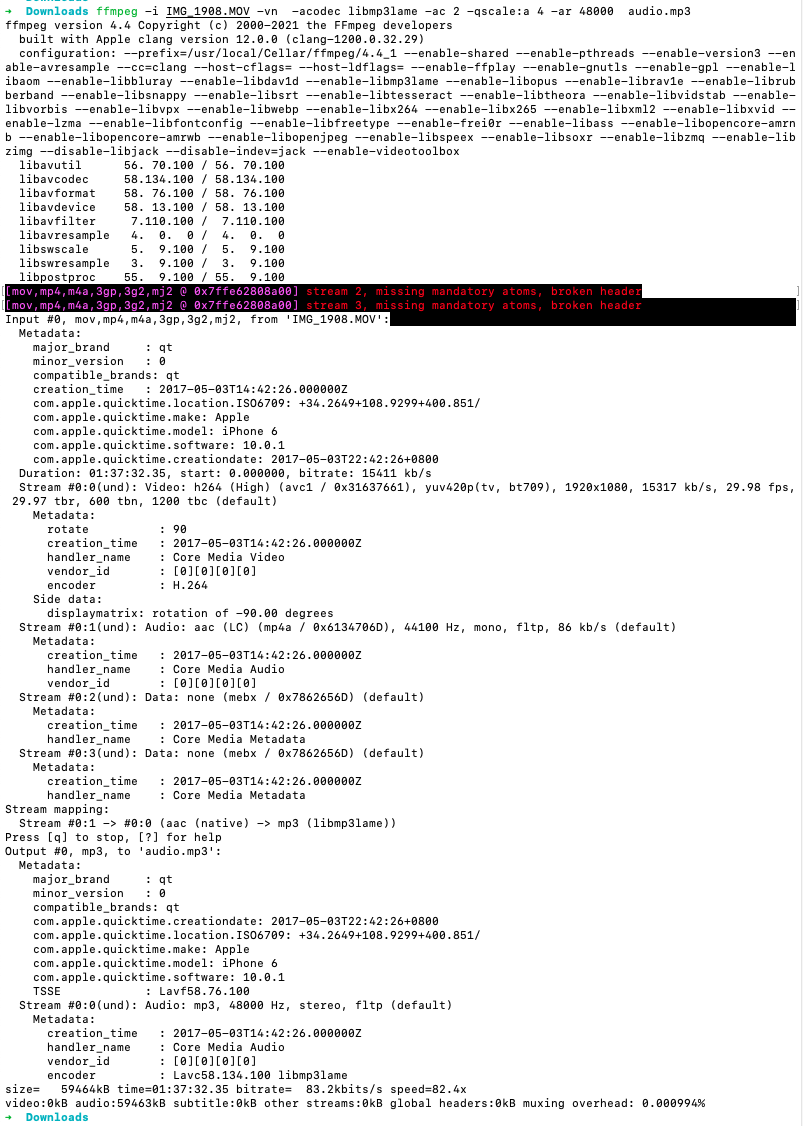 ➜  Downloads ffmpeg -i IMG_1908.MOV -vn  -acodec libmp3lame -ac 2 -qscale:a 4 -ar 48000  audio.mp3
ffmpeg version 4.4 Copyright (c) 2000-2021 the FFmpeg developers
  built with Apple clang version 12.0.0 (clang-1200.0.32.29)
  configuration: --prefix=/usr/local/Cellar/ffmpeg/4.4_1 --enable-shared --enable-pthreads --enable-version3 --en
able-avresample --cc=clang --host-cflags= --host-ldflags= --enable-ffplay --enable-gnutls --enable-gpl --enable-l
ibaom --enable-libbluray --enable-libdav1d --enable-libmp3lame --enable-libopus --enable-librav1e --enable-librub
berband --enable-libsnappy --enable-libsrt --enable-libtesseract --enable-libtheora --enable-libvidstab --enable-
libvorbis --enable-libvpx --enable-libwebp --enable-libx264 --enable-libx265 --enable-libxml2 --enable-libxvid --
enable-lzma --enable-libfontconfig --enable-libfreetype --enable-frei0r --enable-libass --enable-libopencore-amrn
b --enable-libopencore-amrwb --enable-libopenjpeg --enable-libspeex --enable-libsoxr --enable-libzmq --enable-lib
zimg --disable-libjack --disable-indev=jack --enable-videotoolbox
  libavutil      56. 70.100 / 56. 70.100
  libavcodec     58.134.100 / 58.134.100
  libavformat    58. 76.100 / 58. 76.100
  libavdevice    58. 13.100 / 58. 13.100
  libavfilter     7.110.100 /  7.110.100
  libavresample   4.  0.  0 /  4.  0.  0
  libswscale      5.  9.100 /  5.  9.100
  libswresample   3.  9.100 /  3.  9.100
  libpostproc    55.  9.100 / 55.  9.100
[mov,mp4,m4a,3gp,3g2,mj2 @ 0x7ffe62808a00] stream 2, missing mandatory atoms, broken header
[mov,mp4,m4a,3gp,3g2,mj2 @ 0x7ffe62808a00] stream 3, missing mandatory atoms, broken header
Input #0, mov,mp4,m4a,3gp,3g2,mj2, from 'IMG_1908.MOV':
  Metadata:
    major_brand     : qt
    minor_version   : 0
    compatible_brands: qt
    creation_time   : 2017-05-03T14:42:26.000000Z
    com.apple.quicktime.location.ISO6709: +34.2649+108.9299+400.851/
    com.apple.quicktime.make: Apple
    com.apple.quicktime.model: iPhone 6
    com.apple.quicktime.software: 10.0.1
    com.apple.quicktime.creationdate: 2017-05-03T22:42:26+0800
  Duration: 01:37:32.35, start: 0.000000, bitrate: 15411 kb/s
  Stream #0:0(und): Video: h264 (High) (avc1 / 0x31637661), yuv420p(tv, bt709), 1920x1080, 15317 kb/s, 29.98 fps,
 29.97 tbr, 600 tbn, 1200 tbc (default)
    Metadata:
      rotate          : 90
      creation_time   : 2017-05-03T14:42:26.000000Z
      handler_name    : Core Media Video
      vendor_id       : [0][0][0][0]
      encoder         : H.264
    Side data:
      displaymatrix: rotation of -90.00 degrees
  Stream #0:1(und): Audio: aac (LC) (mp4a / 0x6134706D), 44100 Hz, mono, fltp, 86 kb/s (default)
    Metadata:
      creation_time   : 2017-05-03T14:42:26.000000Z
      handler_name    : Core Media Audio
      vendor_id       : [0][0][0][0]
  Stream #0:2(und): Data: none (mebx / 0x7862656D) (default)
    Metadata:
      creation_time   : 2017-05-03T14:42:26.000000Z
      handler_name    : Core Media Metadata
  Stream #0:3(und): Data: none (mebx / 0x7862656D) (default)
    Metadata:
      creation_time   : 2017-05-03T14:42:26.000000Z
      handler_name    : Core Media Metadata
Stream mapping:
  Stream #0:1 -> #0:0 (aac (native) -> mp3 (libmp3lame))
Press [q] to stop, [?] for help
Output #0, mp3, to 'audio.mp3':
  Metadata:
    major_brand     : qt
    minor_version   : 0
    compatible_brands: qt
    com.apple.quicktime.creationdate: 2017-05-03T22:42:26+0800
    com.apple.quicktime.location.ISO6709: +34.2649+108.9299+400.851/
    com.apple.quicktime.make: Apple
    com.apple.quicktime.model: iPhone 6
    com.apple.quicktime.software: 10.0.1
    TSSE            : Lavf58.76.100
  Stream #0:0(und): Audio: mp3, 48000 Hz, stereo, fltp (default)
    Metadata:
      creation_time   : 2017-05-03T14:42:26.000000Z
      handler_name    : Core Media Audio
      vendor_id       : [0][0][0][0]
      encoder         : Lavc58.134.100 libmp3lame
size=   59464kB time=01:37:32.35 bitrate=  83.2kbits/s speed=82.4x
video:0kB audio:59463kB subtitle:0kB other streams:0kB global headers:0kB muxing overhead: 0.000994%
➜  Downloads